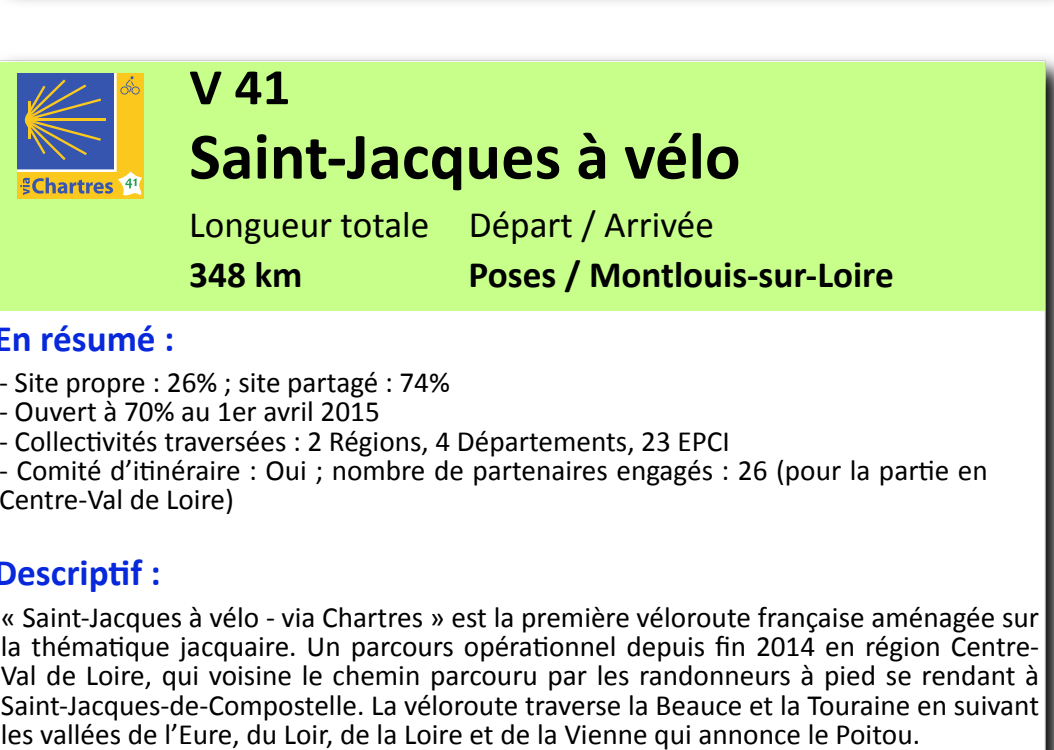 via Chartres 41
V 41
Saint-Jacques à vélo
Longueur totale Départ / Arrivée
348 km Poses / Montlouis-sur-Loire
En résumé :
- Site propre : 26% ; site partagé : 74%
- Ouvert à 70% au 1er avril 2015
- Collectivités traversées : 2 Régions, 4 Départements, 23 EPCI
- Comité d’itinéraire : Oui ; nombre de partenaires engagés : 26 (pour la partie en
Centre-Val de Loire)
Descriptif :
« Saint-Jacques à vélo - via Chartres » est la première véloroute française aménagée sur
la thématique jacquaire. Un parcours opérationnel depuis fin 2014 en région Centre-
Val de Loire, qui voisine le chemin parcouru par les randonneurs à pied se rendant à
Saint-Jacques-de-Compostelle. La véloroute traverse la Beauce et la Touraine en suivant
les vallées de l’Eure, du Loir, de la Loire et de la Vienne qui annonce le Poitou.